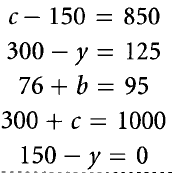 c − 150 = 850
300 − y = 125
76 + b = 95
300 + c = 1000
150 − y = 0